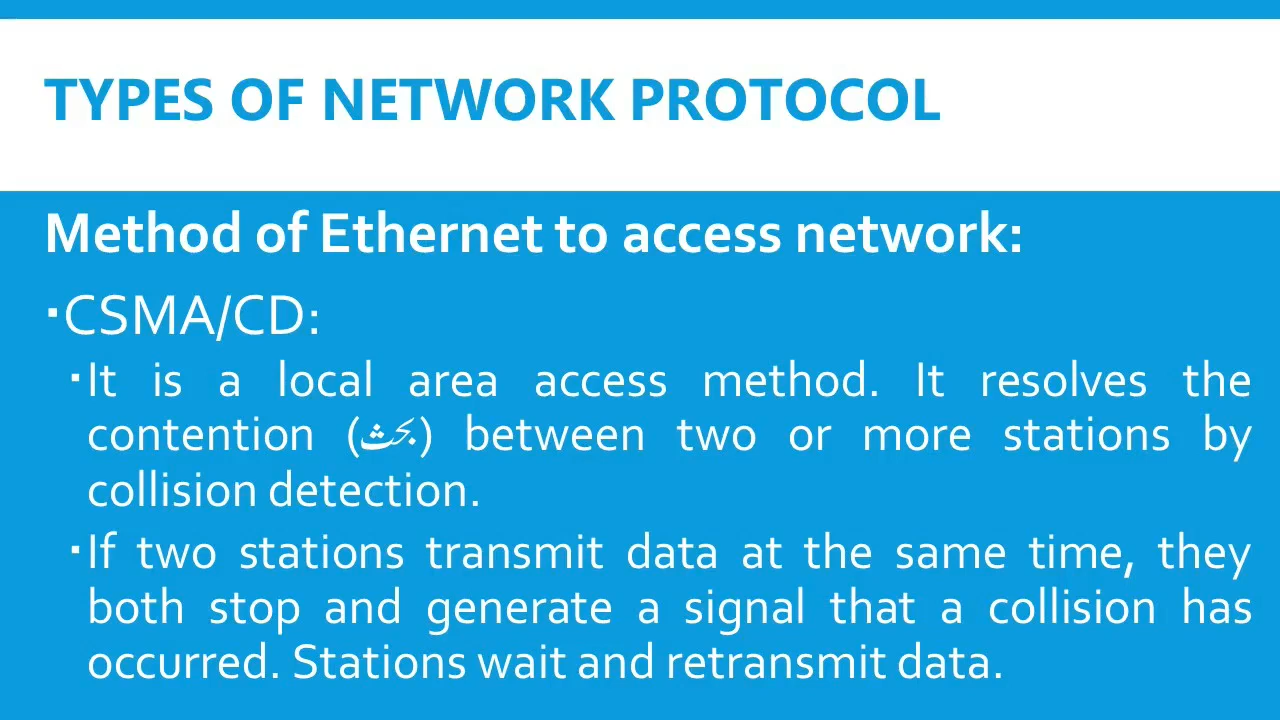 TYPES OF NETWORK PROTOCOL
Method of Ethernet to access network:
▪CSMA/CD:
▪It is a local area access method. It resolves the
contention (بحث) between two or more stations by
collision detection.
▪If two stations transmit data at the same time, they
both stop and generate a signal that a collision has
occurred. Stations wait and retransmit data.